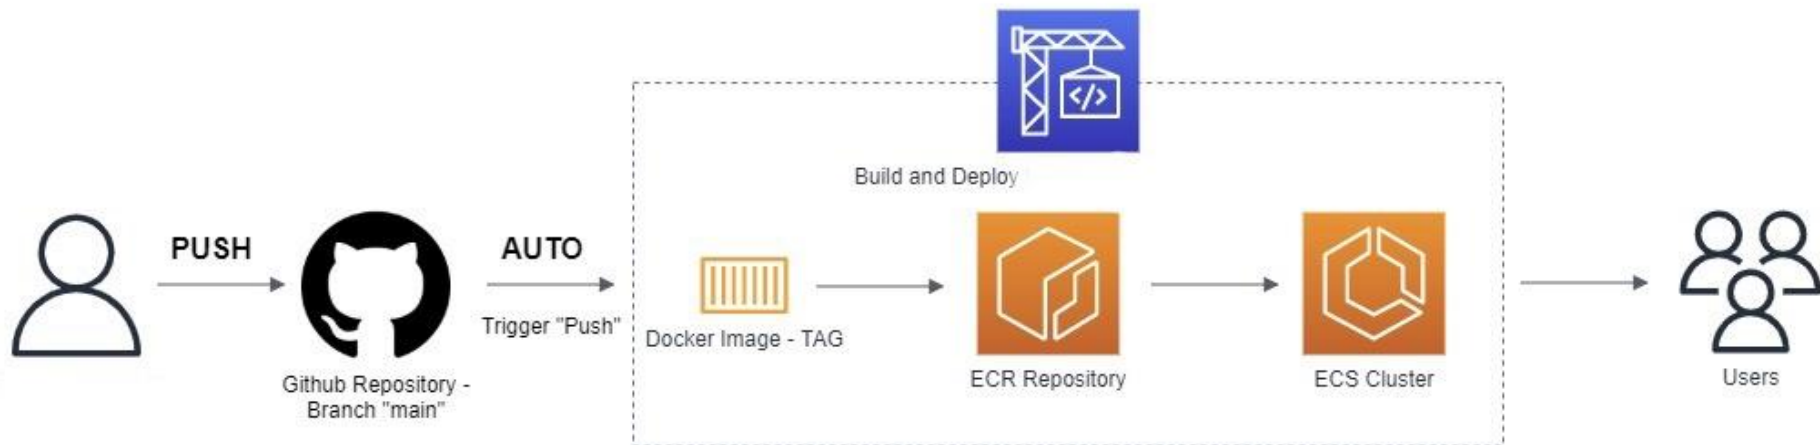 Build and Deploy
PUSH
AUTO
Trigger "Push"
Docker Image - TAG
Github Repository -
Branch "main"
ECR Repository
ECS Cluster
Users
</>